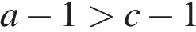 a − 1 > c − 1